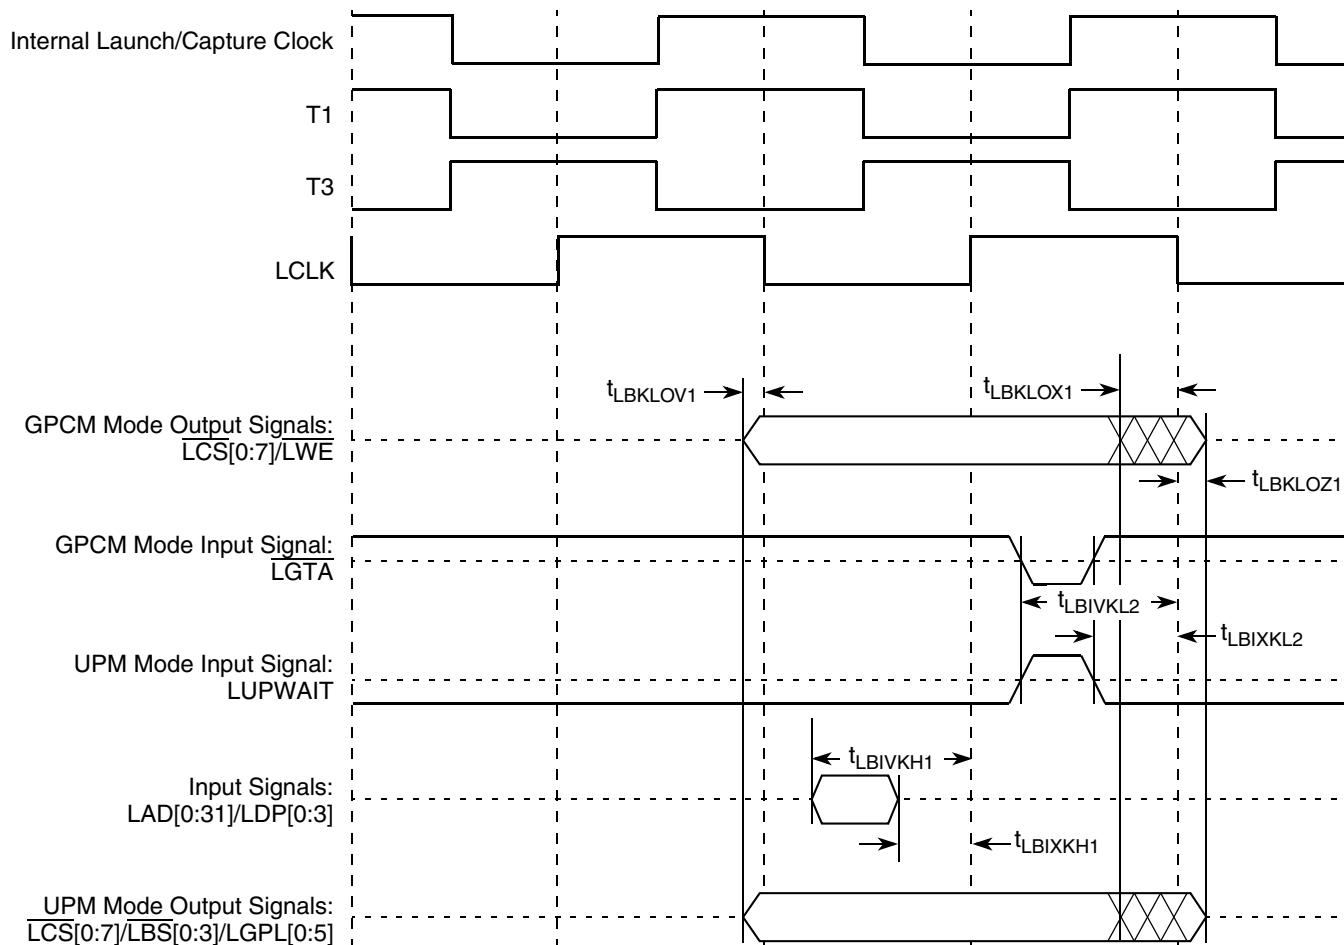 Internal Launch/Capture Clock
T1
T3
LCLK
tLBKLOV1
tLBKLOX1
GPCM Mode Output Signals:
LCS[0:7]/LWE
tLBKLOZ1
GPCM Mode Input Signal:
LGTA
tLBIVKL2
tLBIXKL2
UPM Mode Input Signal:
LUPWAIT
tLBIVKH1
Input Signals:
LAD[0:31]/LDP[0:3]
tLBIXKH1
UPM Mode Output Signals:
LCS[0:7]/LBS[0:3]/LGPL[0:5]